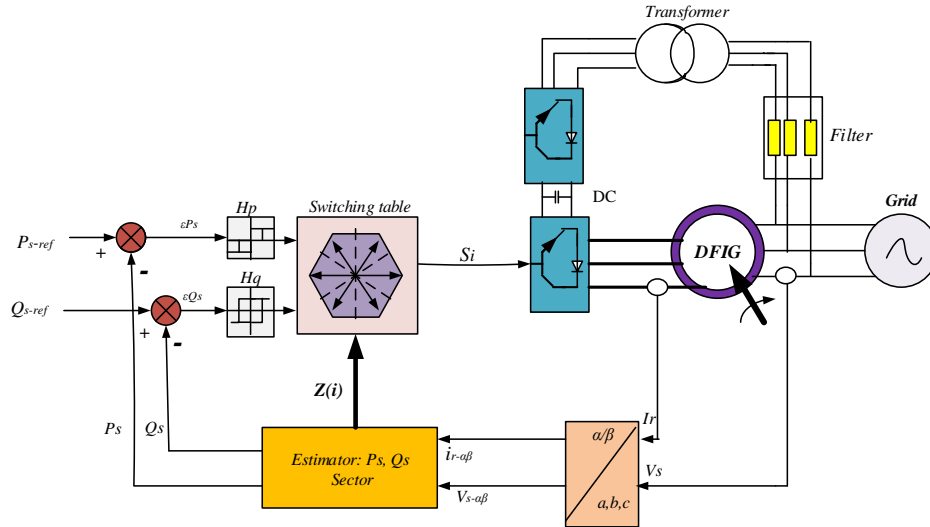 Transformer
Filter
DC
Grid
Hp
Switching table
εPs
Ps-ref
+
-
DFIG
Si
Hq
εQs
Qs-ref
+
-
Z(i)
Ps
Qs
Ir
α/β
ir-αβ
Estimator: Ps, Qs
Sector
Vs
Vs-αβ
a,b,c